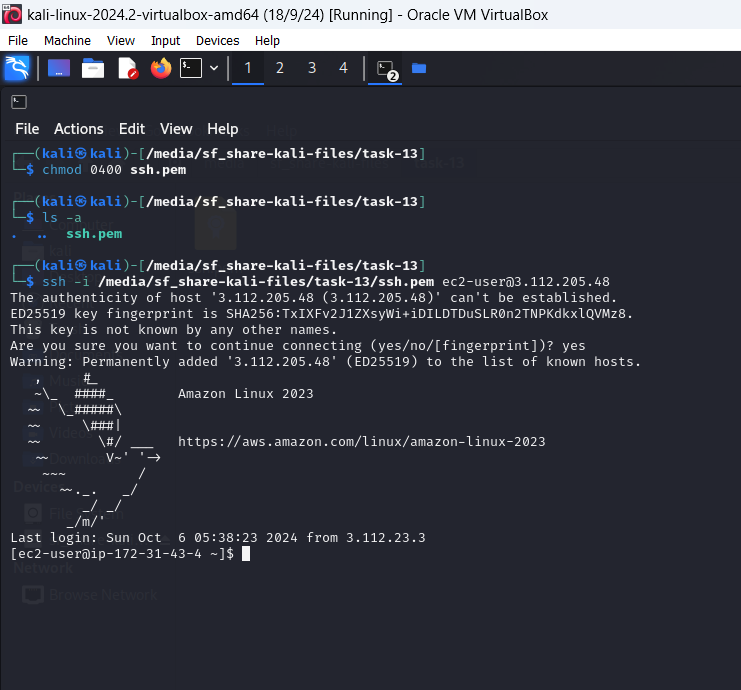 kali-linux-2024.2-virtualbox-amd64 (18/9/24) [Running] - Oracle VM VirtualBox
File Machine View Input Devices Help
1 2 3 4 2
File Actions Edit View Help
┌──(kali㉿kali)-[/media/sf_share-kali-files/task-13]
└─$ chmod 0400 ssh.pem
┌──(kali㉿kali)-[/media/sf_share-kali-files/task-13]
└─$ ls -a
. .. ssh.pem
┌──(kali㉿kali)-[/media/sf_share-kali-files/task-13]
└─$ ssh -i /media/sf_share-kali-files/task-13/ssh.pem ec2-user@3.112.205.48
The authenticity of host '3.112.205.48 (3.112.205.48)' can't be established.
ED25519 key fingerprint is SHA256:TxIXFv2J1ZXsyWi+iDILDTDuSLR0n2TNPKdkxlQVMz8.
This key is not known by any other names.
Are you sure you want to continue connecting (yes/no/[fingerprint])? yes
Warning: Permanently added '3.112.205.48' (ED25519) to the list of known hosts.
   ,     #_
   ~\_  ####_        Amazon Linux 2023
  ~~  \_#####\
  ~~     \###|
  ~~       \#/ ___   https://aws.amazon.com/linux/amazon-linux-2023
   ~~       V~' '->
    ~~~         /
      ~~._.   _/
         _/ _/
       _/m/'
Last login: Sun Oct  6 05:38:23 2024 from 3.112.23.3
[ec2-user@ip-172-31-43-4 ~]$
Network
Browse Network